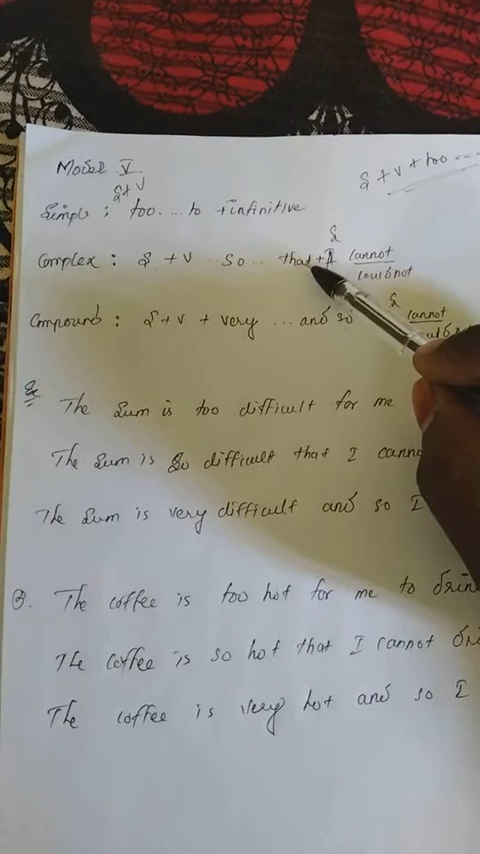 Model V
S + V + too ...
S + V
Simple : too .... to + infinitive
S
Complex : S + V so .. that + cannot
could not
S
Compound : S + V + very ... and so cannot
Ex The Sum is too difficult for me
The Sum is so difficult that I
The Sum is very difficult and so I
2. The coffee is too hot for me to
The coffee is so hot that I cannot
The coffee is very hot and so I